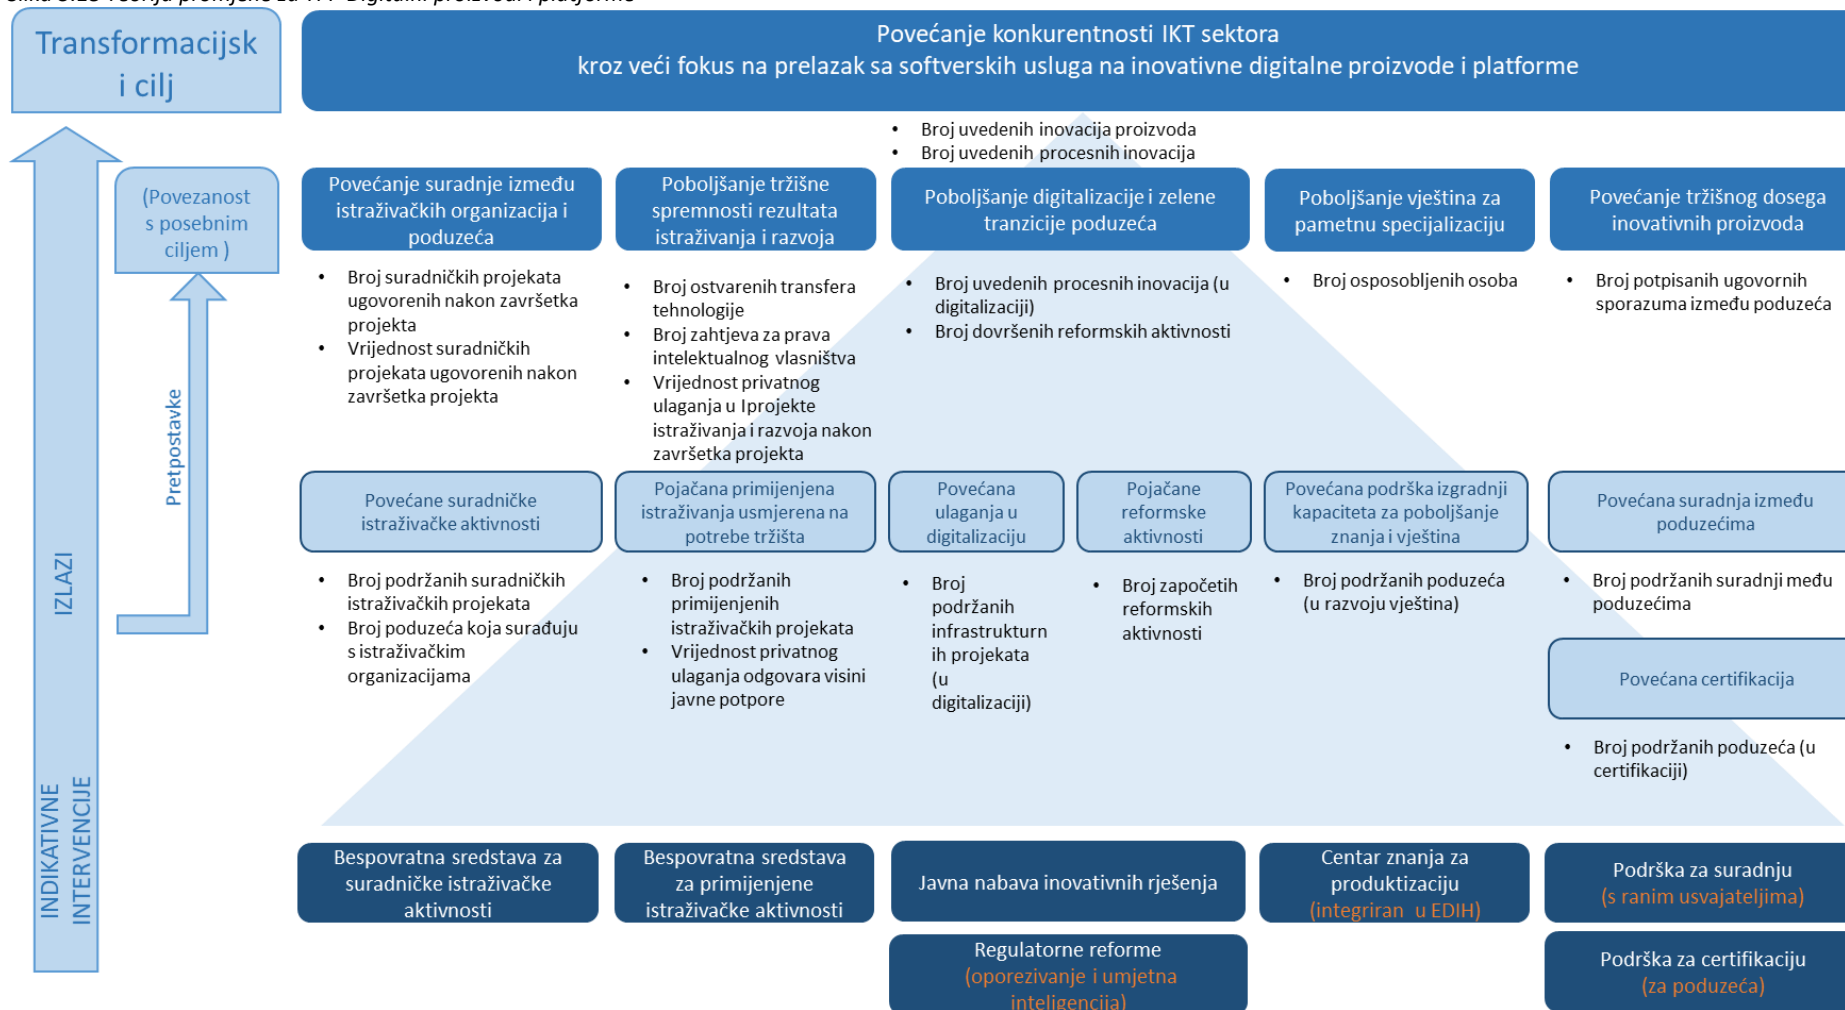 Transformacijsk
i cilj
Povećanje konkurentnosti IKT sektora
kroz veći fokus na prelazak sa softverskih usluga na inovativne digitalne proizvode i platforme
• Broj uvedenih inovacija proizvoda
• Broj uvedenih procesnih inovacija
(Povezanost
s posebnim
ciljem )
Povećanje suradnje između
istraživačkih organizacija i
poduzeća
Poboljšanje tržišne
spremnosti rezultata
istraživanja i razvoja
Poboljšanje digitalizacije i zelene
tranzicije poduzeća
Poboljšanje vještina za
pametnu specijalizaciju
Povećanje tržišnog dosega
inovativnih proizvoda
• Broj suradničkih projekata
ugovorenih nakon završetka
projekta
• Vrijednost suradničkih
projekata ugovorenih nakon
završetka projekta
• Broj ostvarenih transfera
tehnologije
• Broj zahtjeva za prava
intelektualnog vlasništva
• Vrijednost privatnog
ulaganja u Iprojekte
istraživanja i razvoja nakon
završetka projekta
• Broj uvedenih procesnih inovacija (u
digitalizaciji)
• Broj dovršenih reformskih aktivnosti
• Broj osposobljenih osoba
• Broj potpisanih ugovornih
sporazuma između poduzeća
Pretpostavke
IZLAZI
Povećane suradničke
istraživačke aktivnosti
Pojačana primijenjena
istraživanja usmjerena na
potrebe tržišta
Povećana
ulaganja u
digitalizaciju
Pojačane
reformske
aktivnosti
Povećana podrška izgradnji
kapaciteta za poboljšanje
znanja i vještina
Povećana suradnja između
poduzećima
• Broj podržanih suradničkih
istraživačkih projekata
• Broj poduzeća koja surađuju
s istraživačkim
organizacijama
• Broj podržanih
primijenjenih
istraživačkih projekata
• Vrijednost privatnog
ulaganja odgovara visini
javne potpore
• Broj
podržanih
infrastrukturn
ih projekata
(u
digitalizaciji)
• Broj započetih
reformskih
aktivnosti
• Broj podržanih poduzeća
(u razvoju vještina)
• Broj podržanih suradnji među
poduzećima
Povećana certifikacija
• Broj podržanih poduzeća (u
certifikaciji)
INDIKATIVNE
INTERVENCIJE
Bespovratna sredstava za
suradničke istraživačke
aktivnosti
Bespovratna sredstava
za primijenjene
istraživačke aktivnosti
Javna nabava inovativnih rješenja
Centar znanja za
produktizaciju
(integriran u EDIH)
Podrška za suradnju
(s ranim usvajateljima)
Regulatorne reforme
(oporezivanje i umjetna
inteligencija)
Podrška za certifikaciju
(za poduzeća)